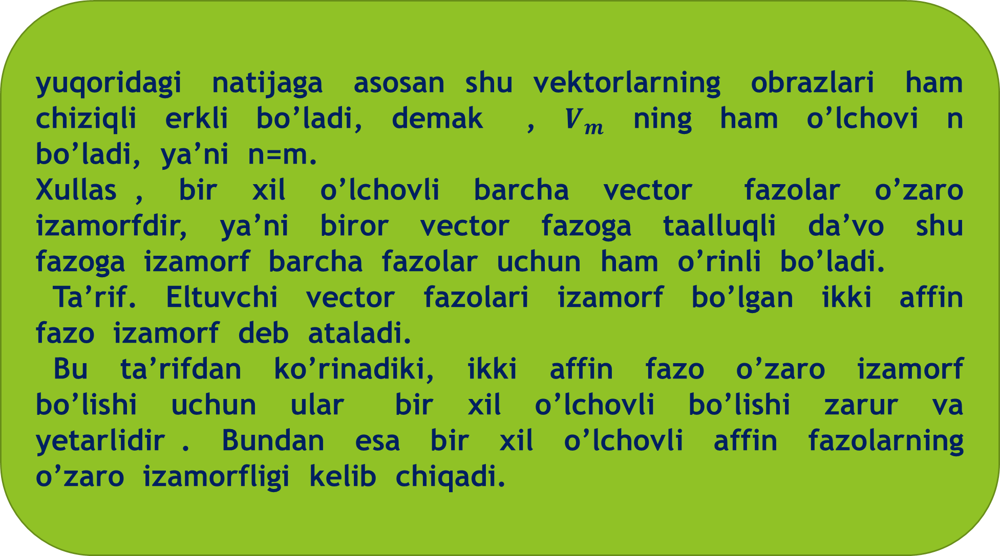 yuqoridagi natijaga asosan shu vektorlarning obrazlari ham
chiziqli erkli bo’ladi, demak , V_m ning ham o’lchovi n
bo’ladi, ya’ni n=m.
Xullas , bir xil o’lchovli barcha vector fazolar o’zaro
izamorfdir, ya’ni biror vector fazoga taalluqli da’vo shu
fazoga izamorf barcha fazolar uchun ham o’rinli bo’ladi.
Ta’rif. Eltuvchi vector fazolari izamorf bo’lgan ikki affin
fazo izamorf deb ataladi.
Bu ta’rifdan ko’rinadiki, ikki affin fazo o’zaro izamorf
bo’lishi uchun ular bir xil o’lchovli bo’lishi zarur va
yetarlidir . Bundan esa bir xil o’lchovli affin fazolarning
o’zaro izamorfligi kelib chiqadi.